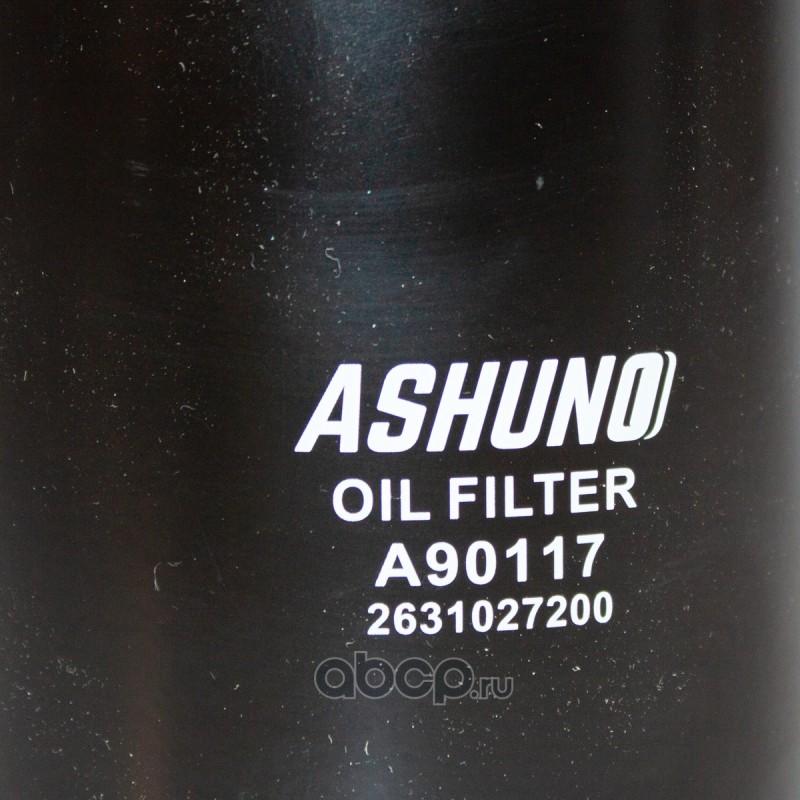 ASHUNO
OIL FILTER
A90117
2631027200
abcp.ru